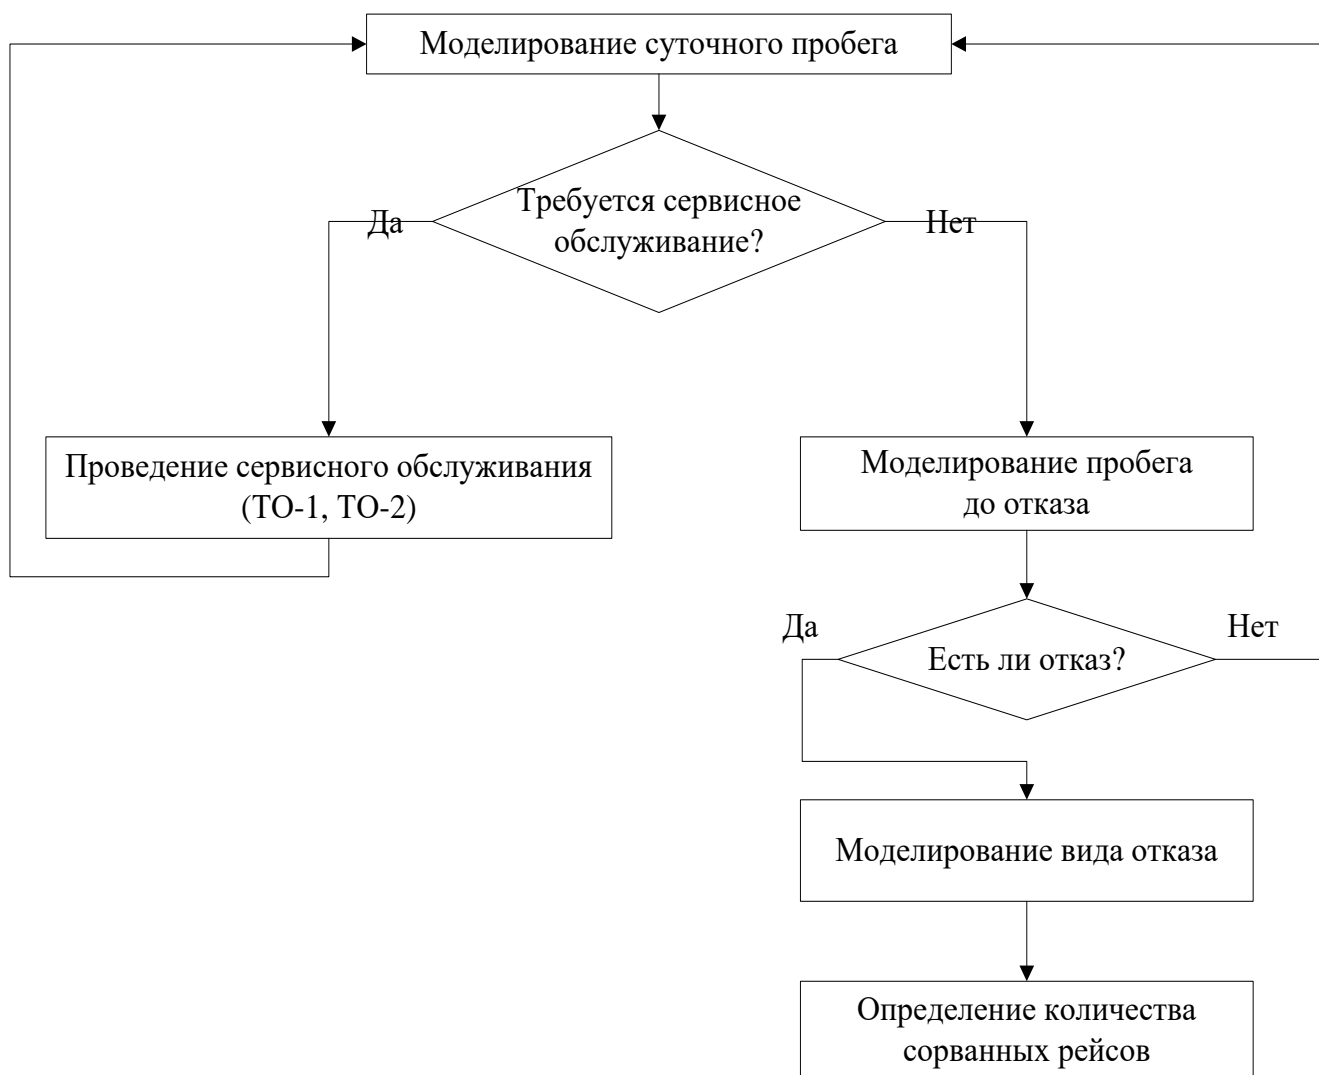 Моделирование суточного пробега
Требуется сервисное
обслуживание?
Да
Нет
Проведение сервисного обслуживания
(ТО-1, ТО-2)
Моделирование пробега
до отказа
Да
Нет
Есть ли отказ?
Моделирование вида отказа
Определение количества
сорванных рейсов